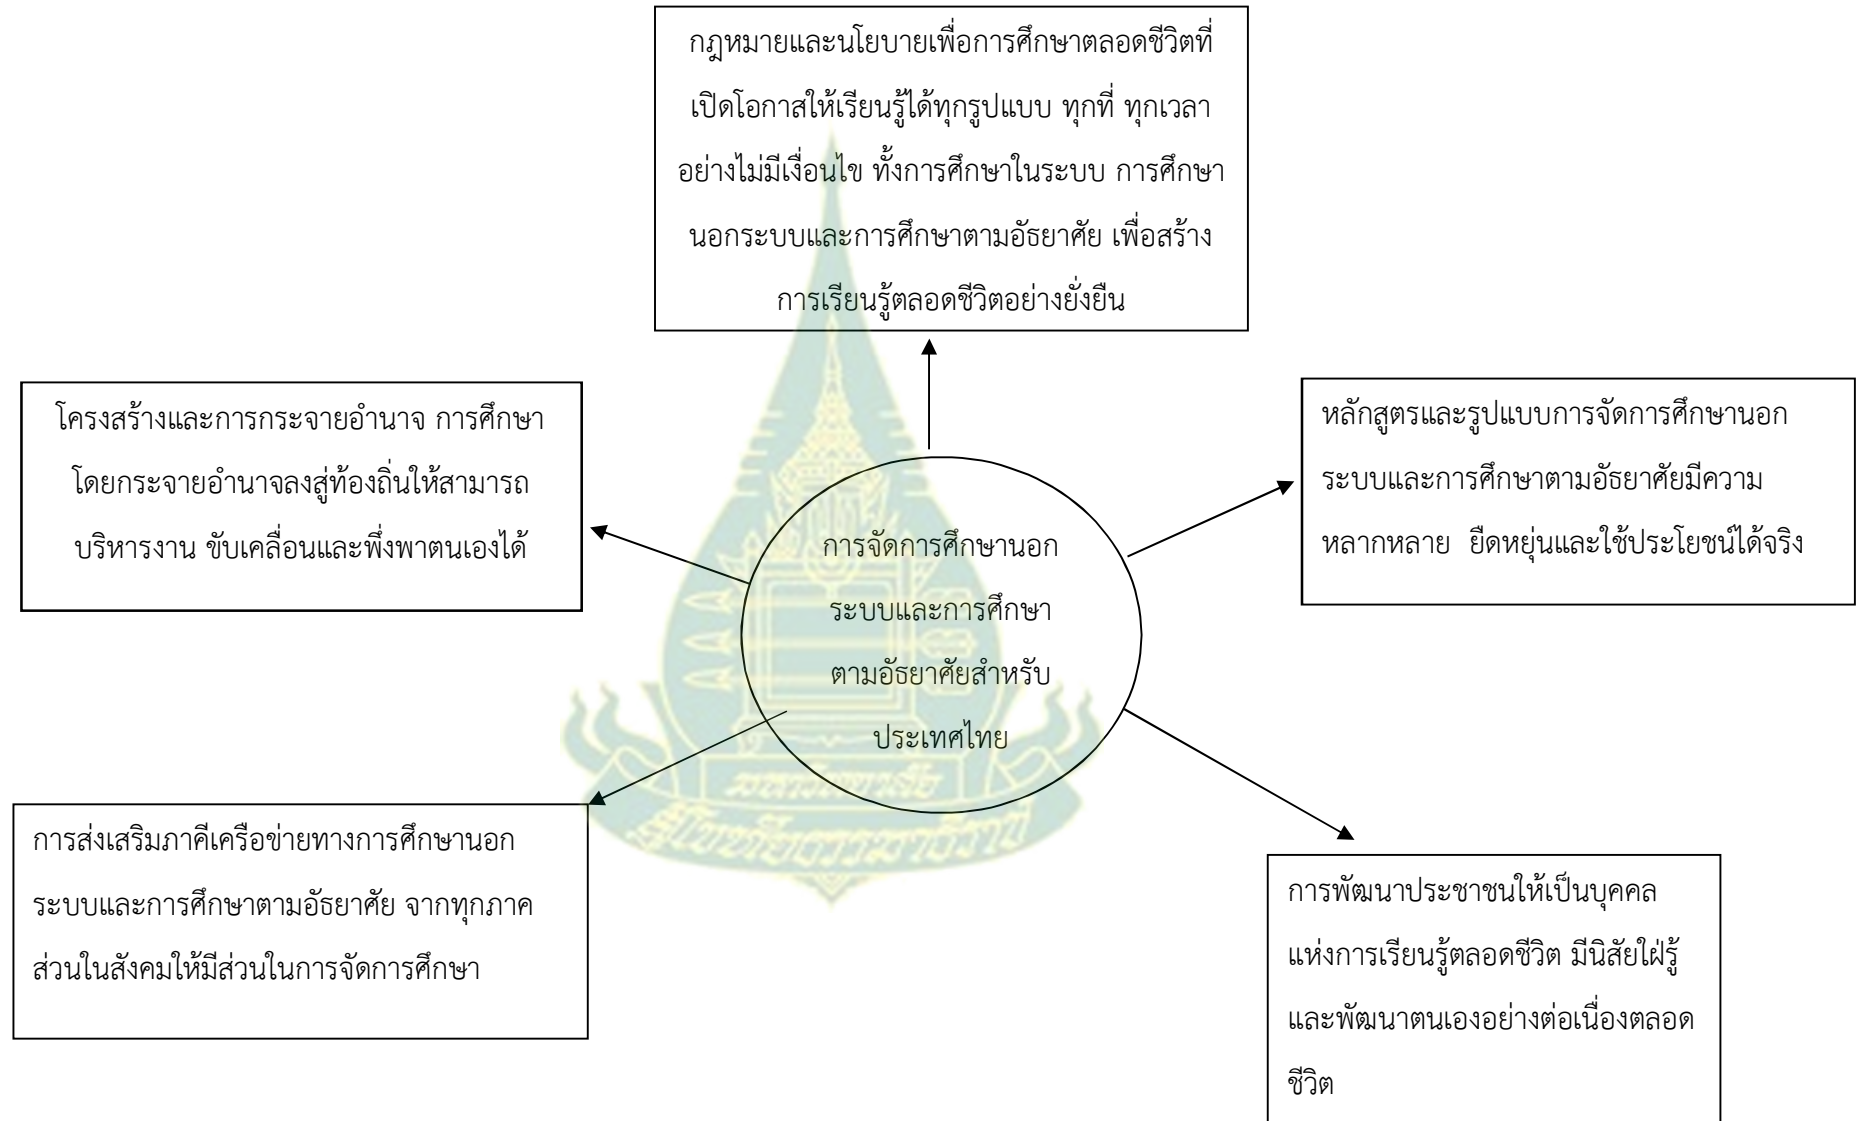 กฎหมายและนโยบายเพื่อการศึกษาตลอดชีวิตที่
เปิดโอกาสให้เรียนรู้ได้ทุกรูปแบบ ทุกที่ ทุกเวลา
อย่างไม่มีเงื่อนไข ทั้งการศึกษาในระบบ การศึกษา
นอกระบบและการศึกษาตามอัธยาศัย เพื่อสร้าง
การเรียนรู้ตลอดชีวิตอย่างยั่งยืน
โครงสร้างและการกระจายอำนาจ การศึกษา
โดยกระจายอำนาจลงสู่ท้องถิ่นให้สามารถ
บริหารงาน ขับเคลื่อนและพึ่งพาตนเองได้
หลักสูตรและรูปแบบการจัดการศึกษานอก
ระบบและการศึกษาตามอัธยาศัยมีความ
หลากหลาย ยืดหยุ่นและใช้ประโยชน์ได้จริง
การจัดการศึกษานอก
ระบบและการศึกษา
ตามอัธยาศัยสำหรับ
ประเทศไทย
มหาวิทยาลัย
สุโขทัยธรรมาธิราช
การส่งเสริมภาคีเครือข่ายทางการศึกษานอก
ระบบและการศึกษาตามอัธยาศัย จากทุกภาค
ส่วนในสังคมให้มีส่วนในการจัดการศึกษา
การพัฒนาประชาชนให้เป็นบุคคล
แห่งการเรียนรู้ตลอดชีวิต มีนิสัยใฝ่รู้
และพัฒนาตนเองอย่างต่อเนื่องตลอด
ชีวิต